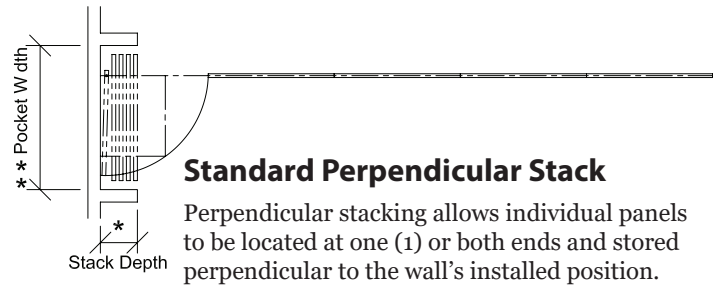 * * Pocket W dth
*
Stack Depth
Standard Perpendicular Stack
Perpendicular stacking allows individual panels
to be located at one (1) or both ends and stored
perpendicular to the wall's installed position.